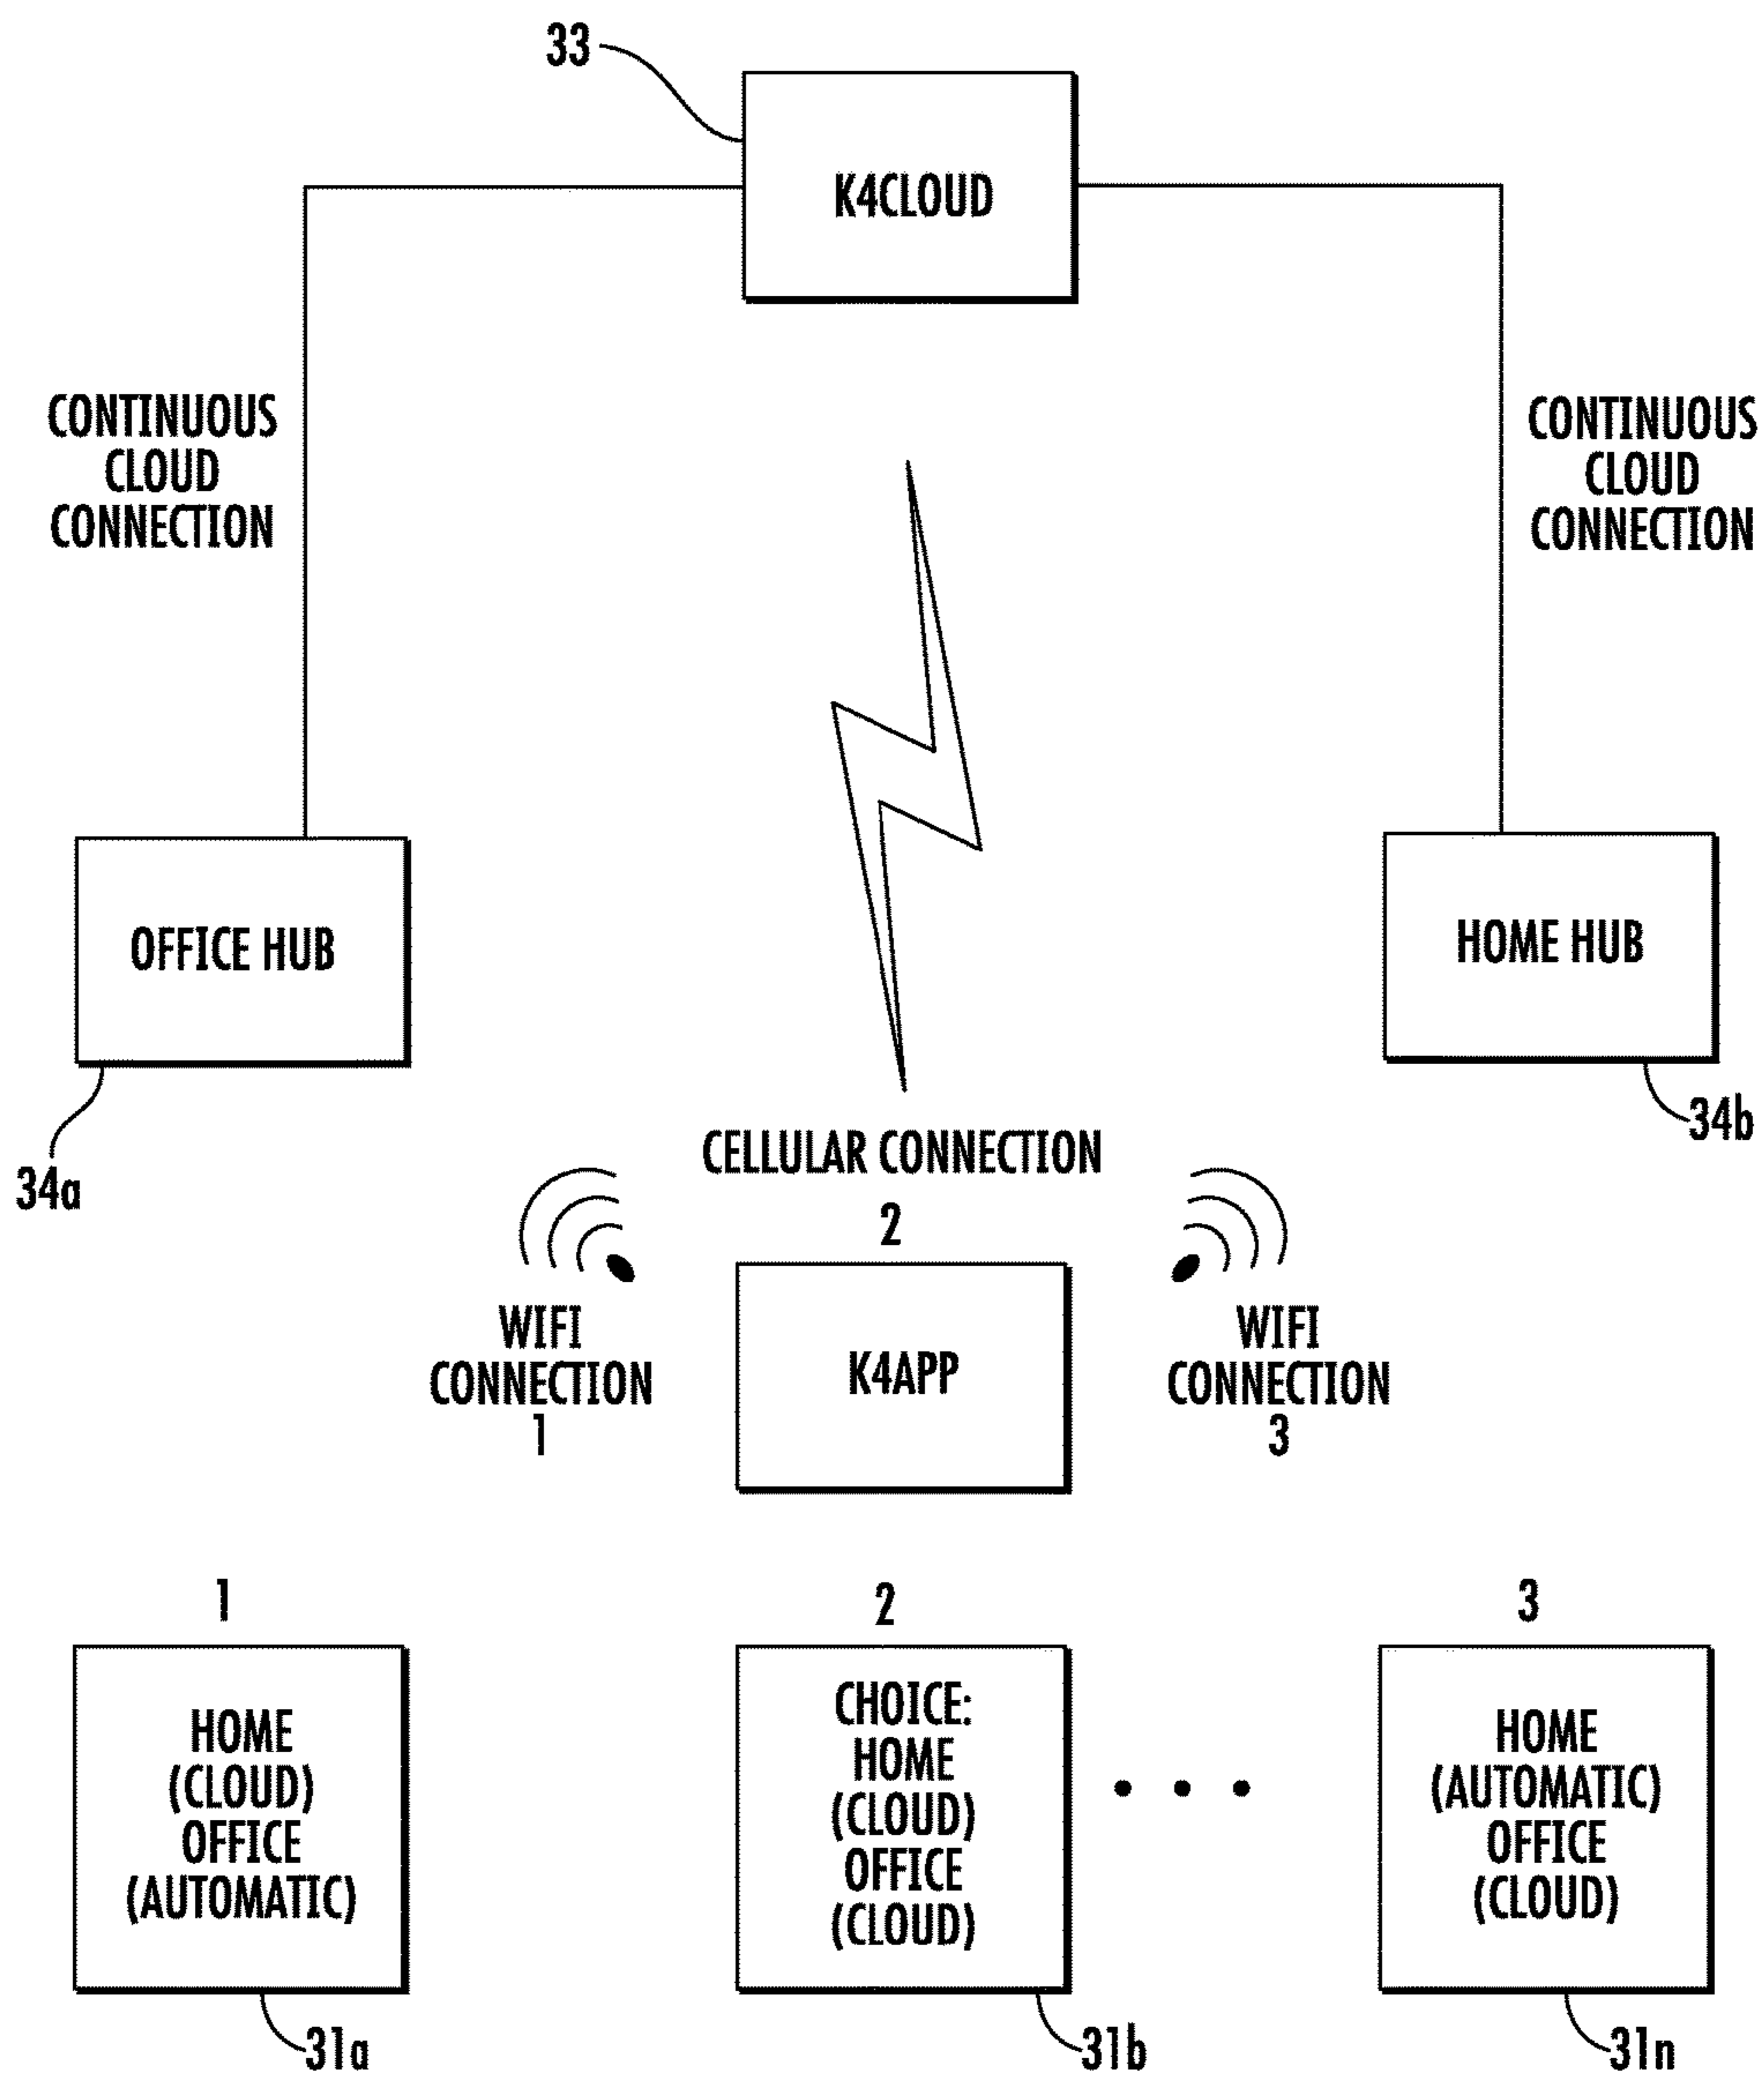 33
K4CLOUD
CONTINUOUS
CLOUD
CONNECTION
CONTINUOUS
CLOUD
CONNECTION
OFFICE HUB
HOME HUB
34a
34b
CELLULAR CONNECTION
2
WIFI
CONNECTION
1
K4APP
WIFI
CONNECTION
3
1
HOME
(CLOUD)
OFFICE
(AUTOMATIC)
31a
2
CHOICE:
HOME
(CLOUD)
OFFICE
(CLOUD)
31b
3
HOME
(AUTOMATIC)
OFFICE
(CLOUD)
31n